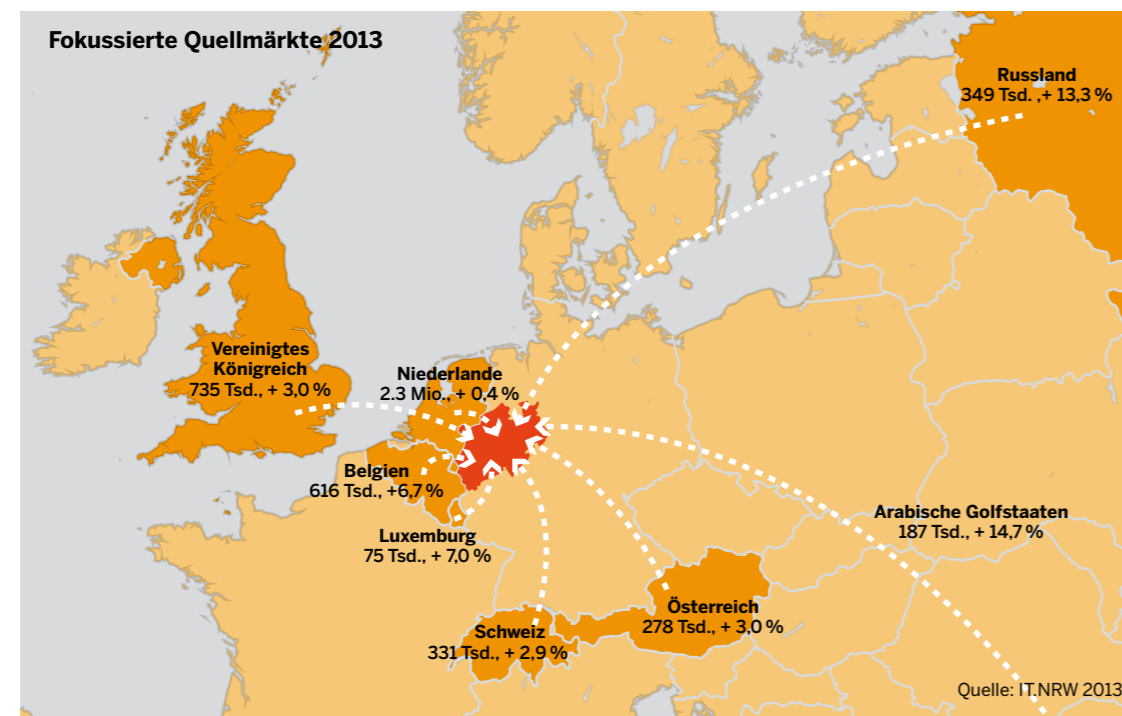 Fokussierte Quellmärkte 2013
Russland
349 Tsd. ,+ 13,3 %
Vereinigtes
Königreich
735 Tsd., + 3,0 %
Niederlande
2.3 Mio., + 0,4 %
Belgien
616 Tsd., +6,7 %
Luxemburg
75 Tsd., + 7,0 %
Arabische Golfstaaten
187 Tsd., + 14,7 %
Österreich
278 Tsd., + 3,0 %
Schweiz
331 Tsd., + 2,9 %
Quelle: IT.NRW 2013